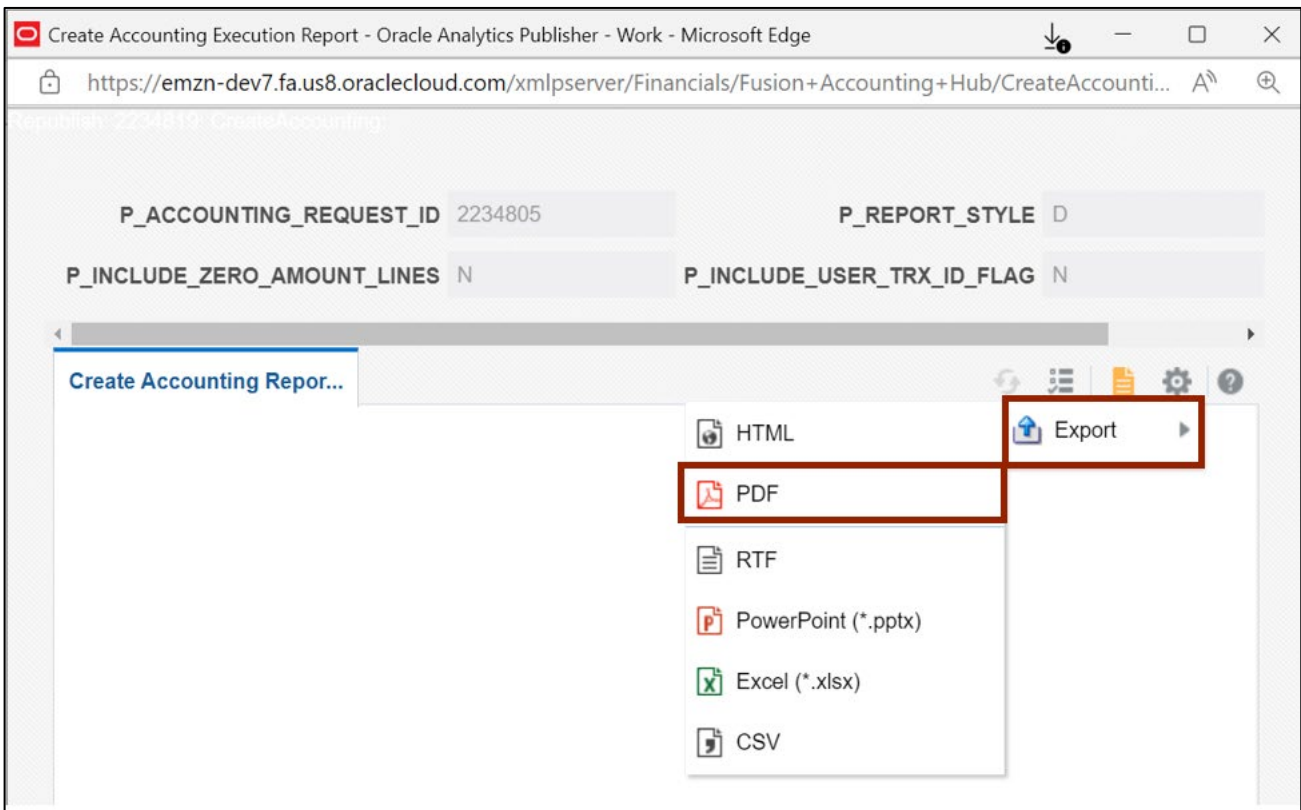 Create Accounting Execution Report - Oracle Analytics Publisher - Work - Microsoft Edge
https://emzn-dev7.fa.us8.oraclecloud.com/xmlpserver/Financials/Fusion+Accounting+Hub/CreateAccounti...
Republish: 2234819: CreateAccounting:
P_ACCOUNTING_REQUEST_ID 2234805 P_REPORT_STYLE D
P_INCLUDE_ZERO_AMOUNT_LINES N P_INCLUDE_USER_TRX_ID_FLAG N
Create Accounting Repor...
HTML Export
PDF
RTF
PowerPoint (*.pptx)
Excel (*.xlsx)
CSV